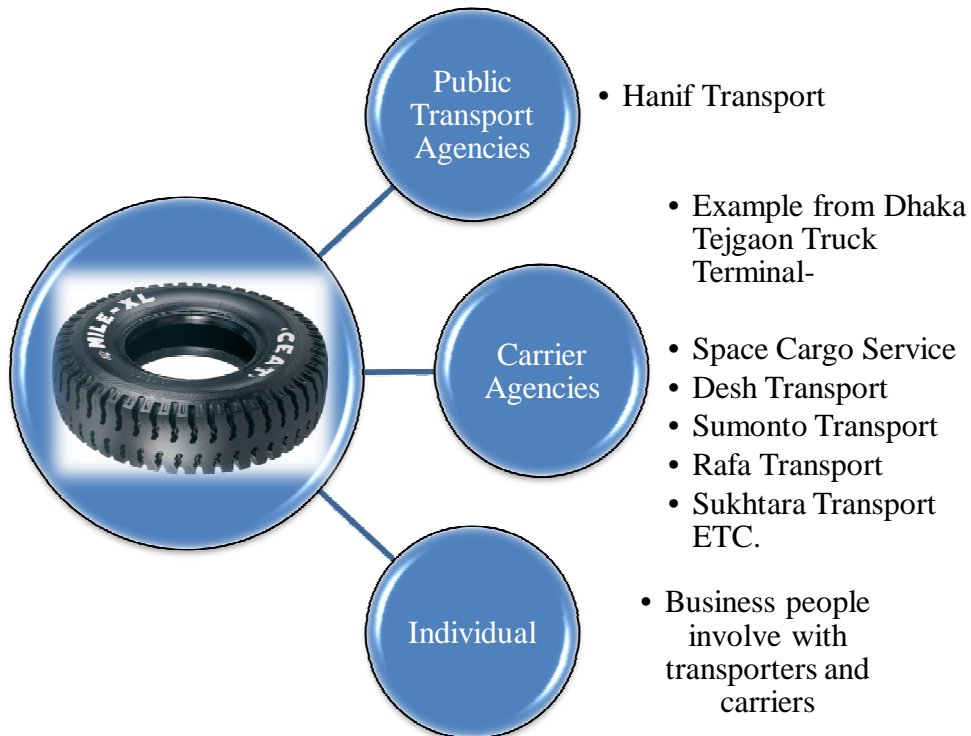 Public
Transport
Agencies
• Hanif Transport
• Example from Dhaka
Tejgaon Truck
Terminal-
MILE-XL
CEAT
Carrier
Agencies
• Space Cargo Service
• Desh Transport
• Sumonto Transport
• Rafa Transport
• Sukhtara Transport
ETC.
Individual
• Business people
involve with
transporters and
carriers